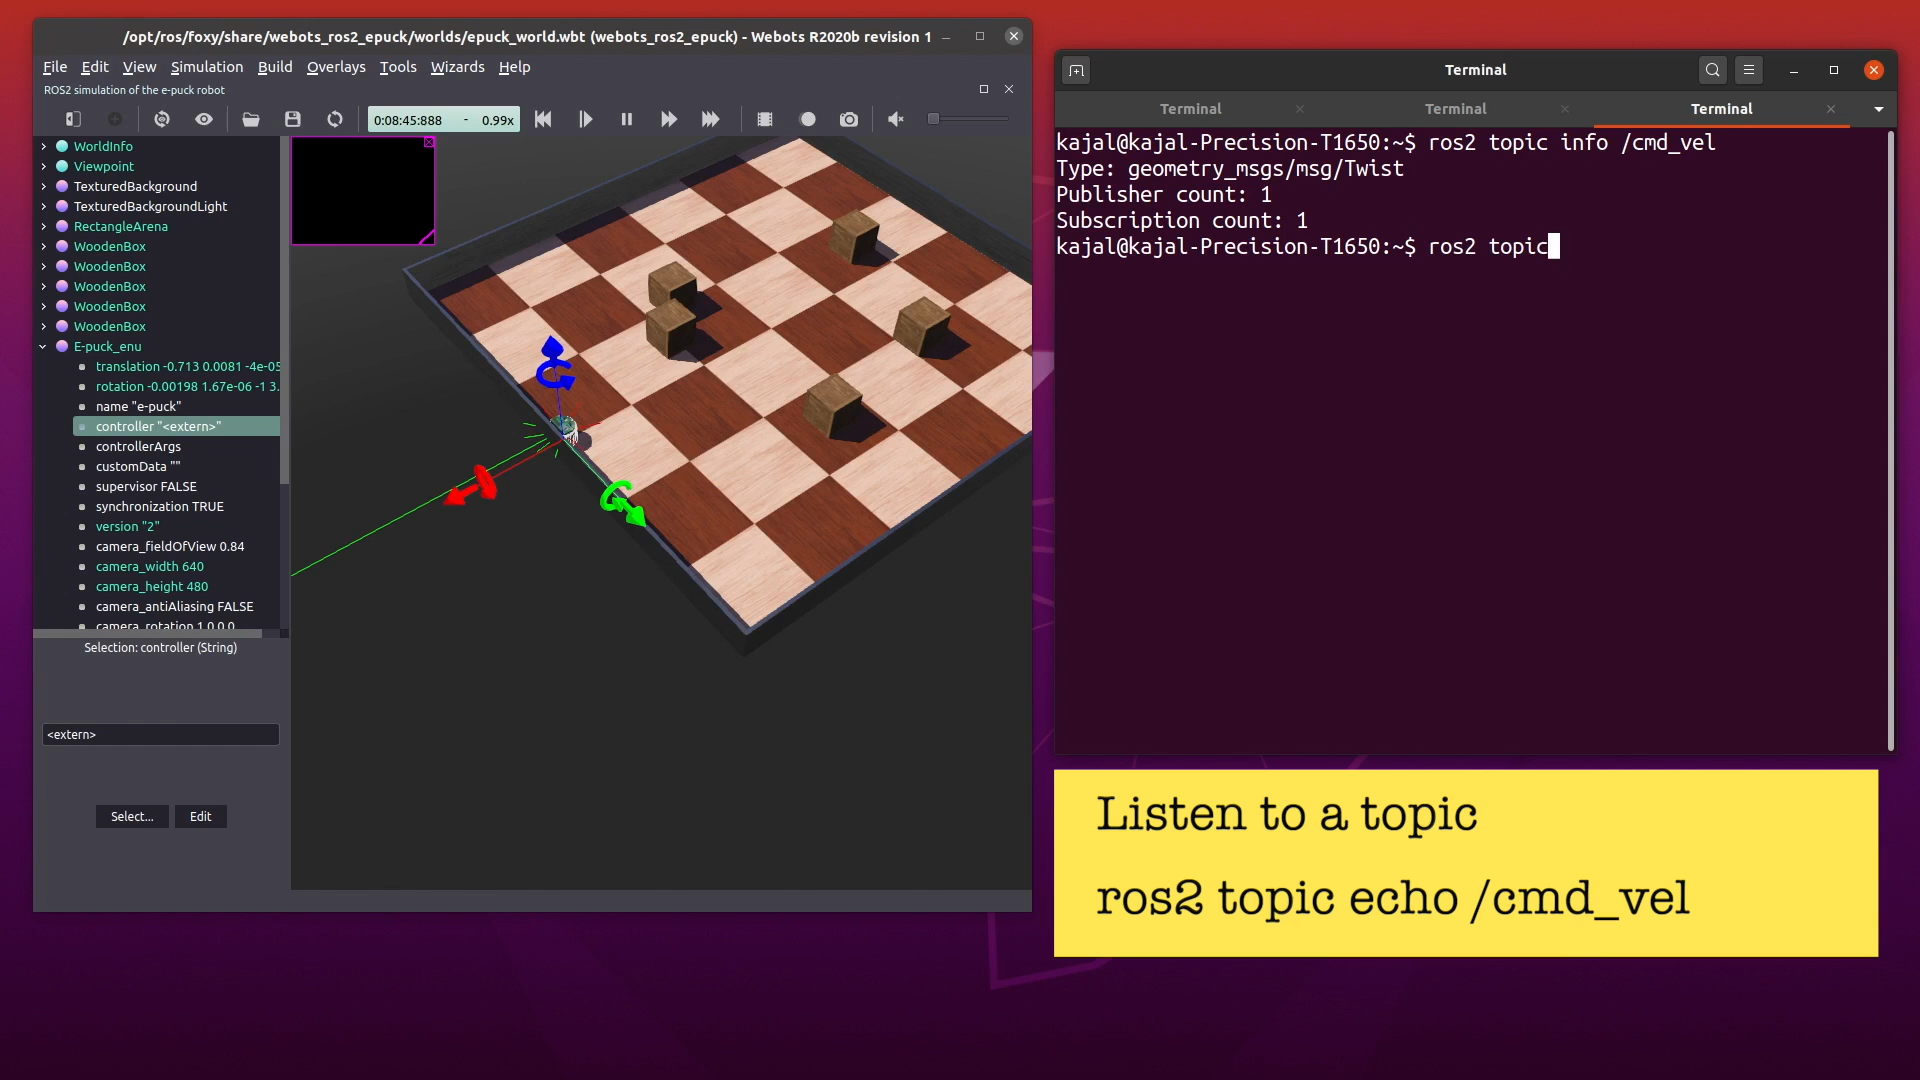 /opt/ros/foxy/share/webots_ros2_epuck/worlds/epuck_world.wbt (webots_ros2_epuck) - Webots R2020b revision 1
File Edit View Simulation Build Overlays Tools Wizards Help
ROS2 simulation of the e-puck robot
0:08:45:888 - 0.99x
WorldInfo
Viewpoint
TexturedBackground
TexturedBackgroundLight
RectangleArena
WoodenBox
WoodenBox
WoodenBox
WoodenBox
WoodenBox
E-puck_enu
translation -0.713 0.0081 -4e-05
rotation -0.00198 1.67e-06 -1 3.
name "e-puck"
controller "<extern>"
controllerArgs
customData ""
supervisor FALSE
synchronization TRUE
version "2"
camera_fieldOfView 0.84
camera_width 640
camera_height 480
camera_antiAliasing FALSE
camera_rotation 1 0 0 0
Selection: controller (String)
<extern>
Select... Edit
Terminal
Terminal Terminal Terminal
kajal@kajal-Precision-T1650:~$ ros2 topic info /cmd_vel
Type: geometry_msgs/msg/Twist
Publisher count: 1
Subscription count: 1
kajal@kajal-Precision-T1650:~$ ros2 topic
Listen to a topic
ros2 topic echo /cmd_vel